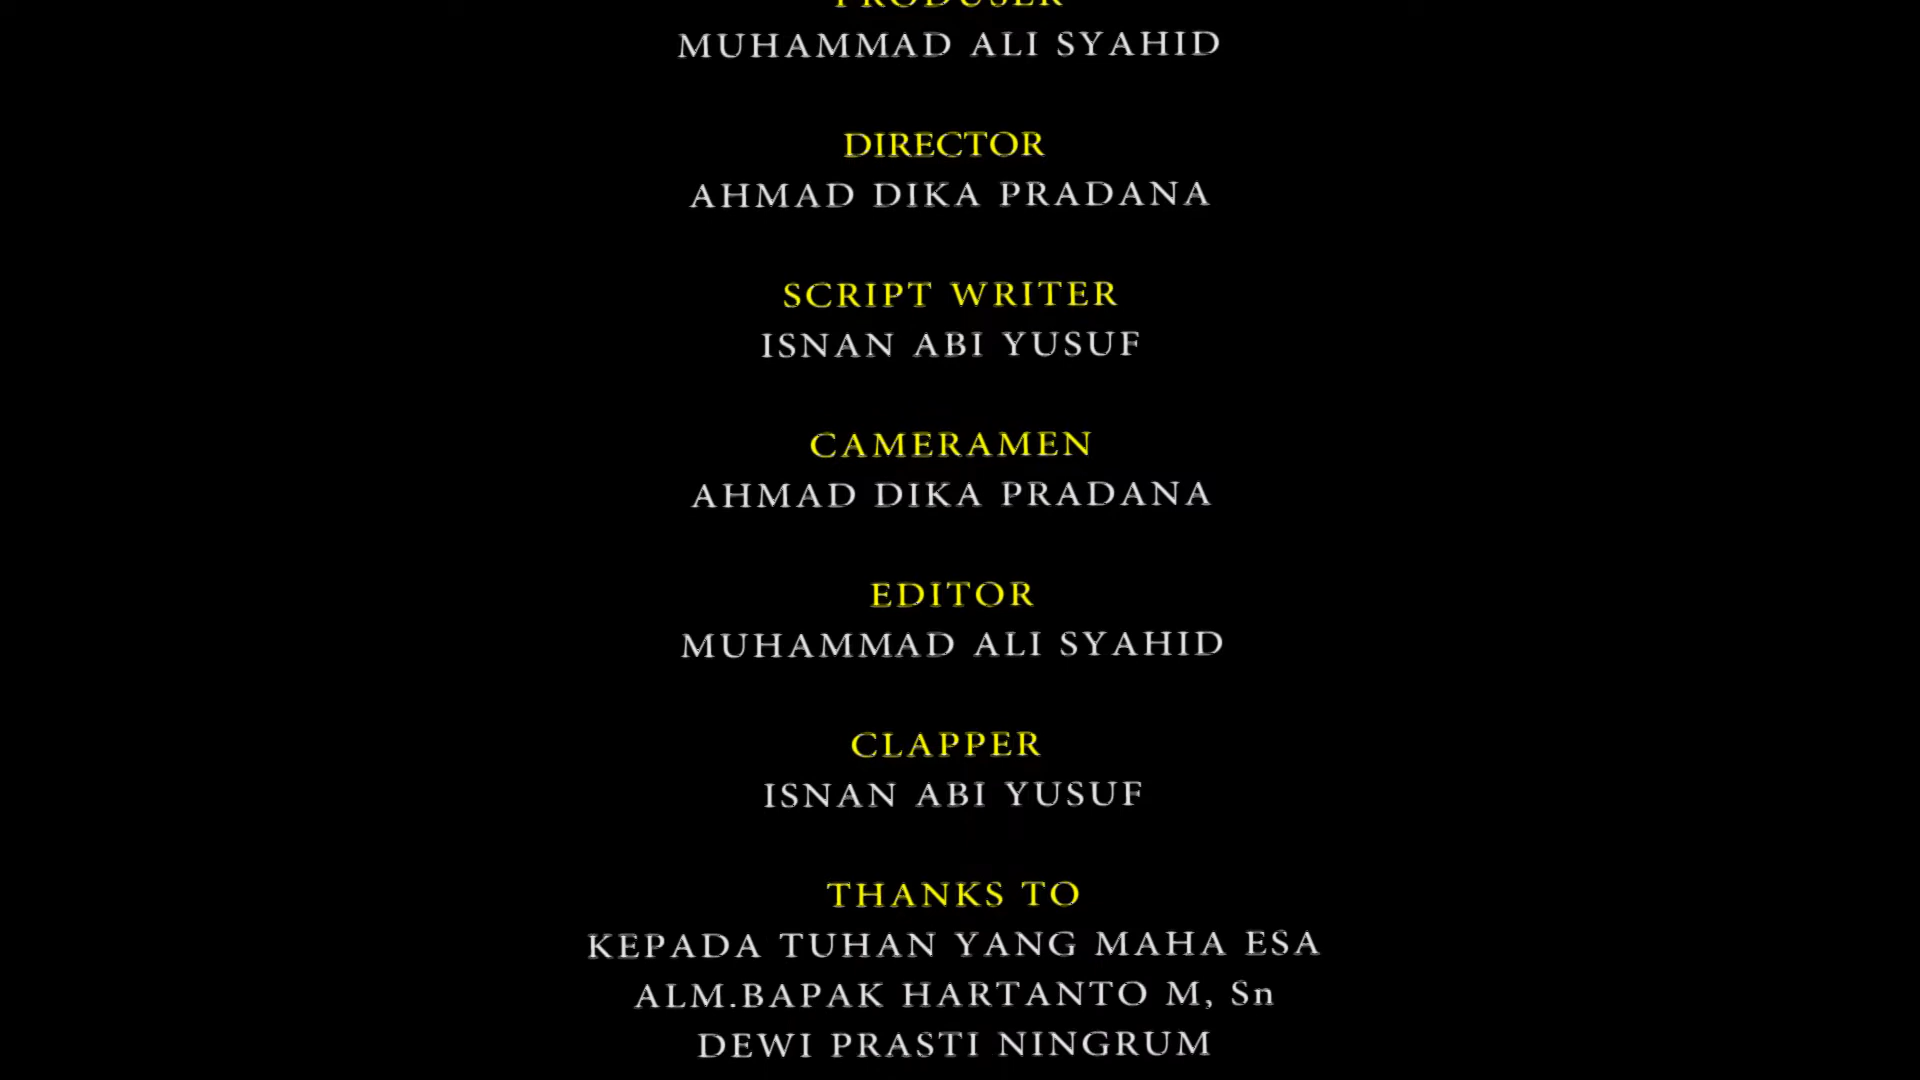 PRODUSER
MUHAMMAD ALI SYAHID
DIRECTOR
AHMAD DIKA PRADANA
SCRIPT WRITER
ISNAN ABI YUSUF
CAMERAMEN
AHMAD DIKA PRADANA
EDITOR
MUHAMMAD ALI SYAHID
CLAPPER
ISNAN ABI YUSUF
THANKS TO
KEPADA TUHAN YANG MAHA ESA
ALM.BAPAK HARTANTO M, Sn
DEWI PRASTI NINGRUM